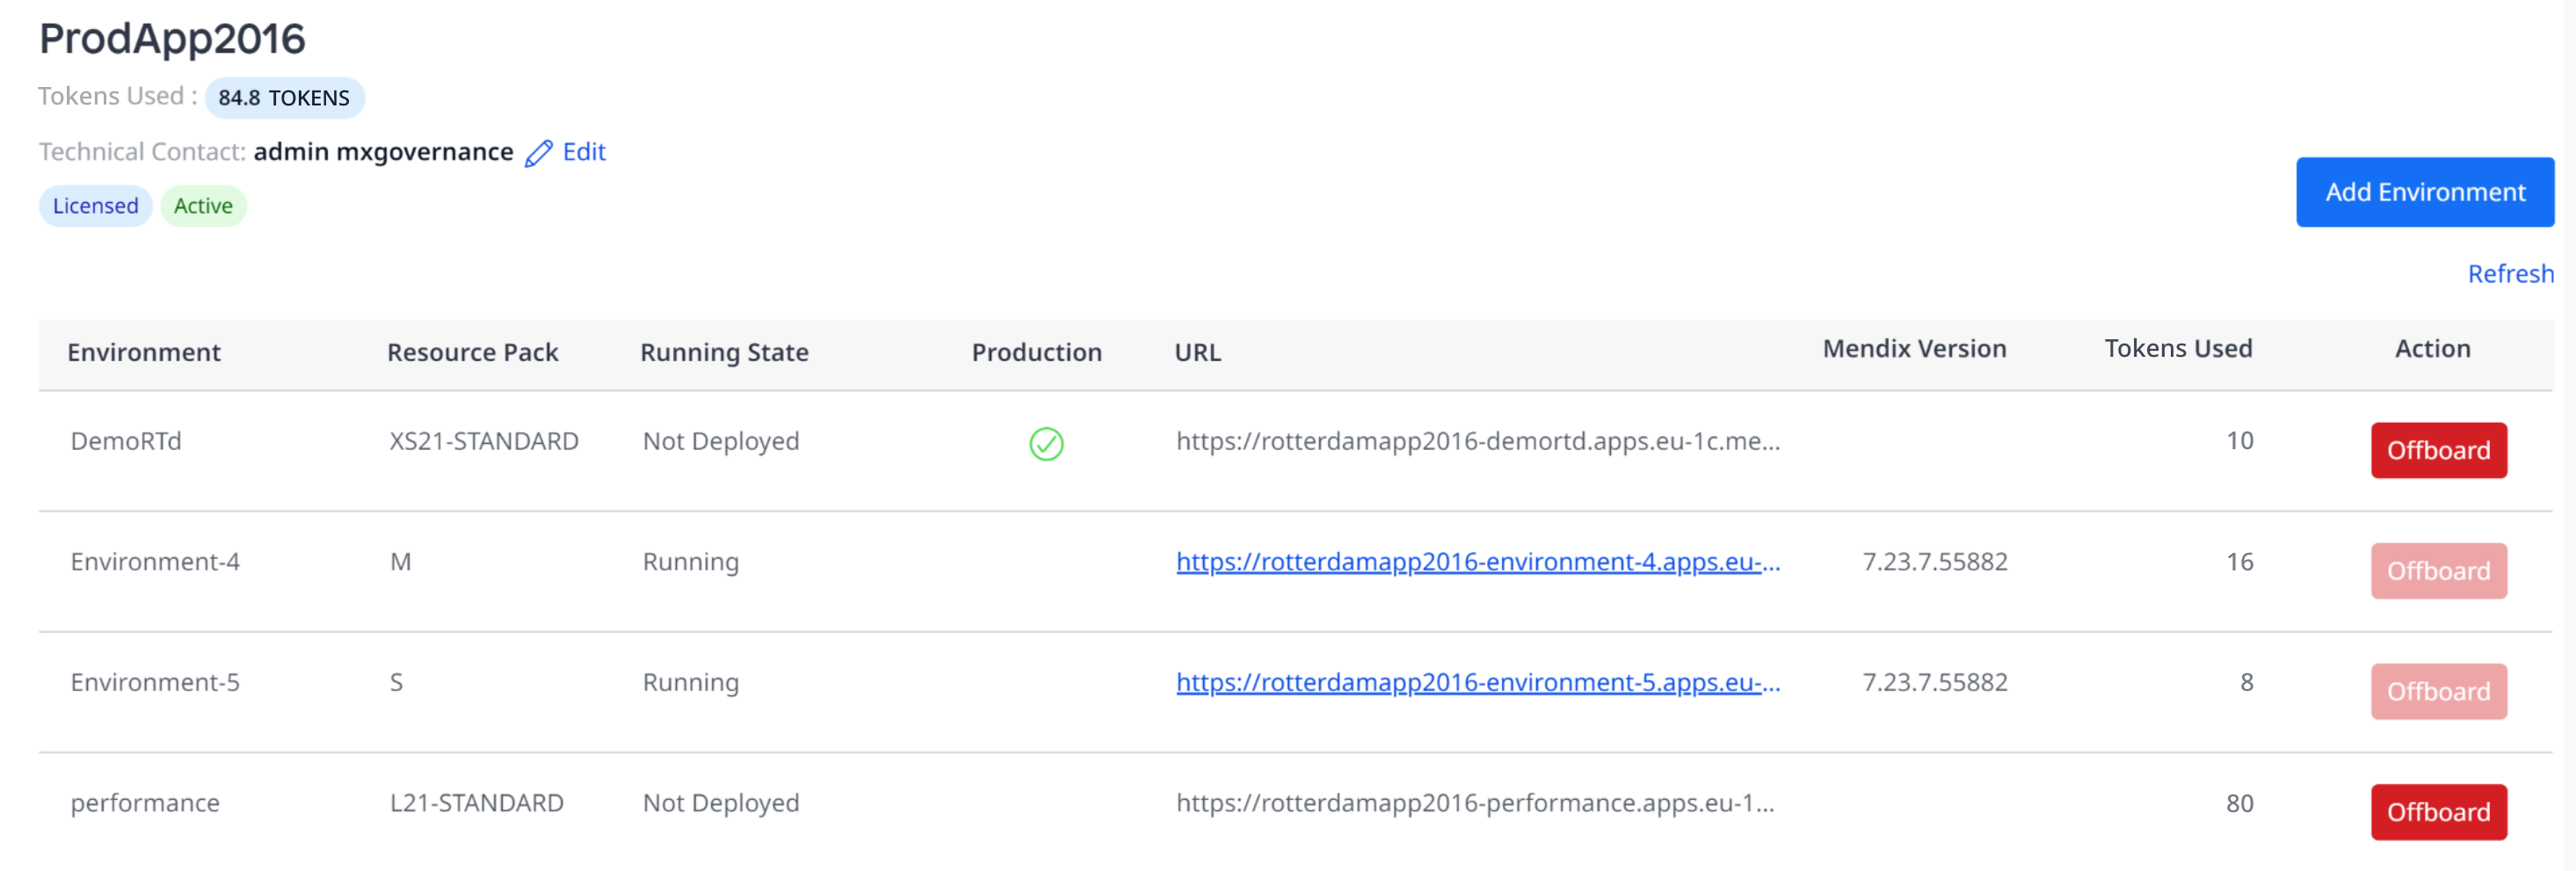 ProdApp2016
Tokens Used : 84.8 TOKENS
Technical Contact: admin mxgovernance Edit
Licensed Active
Add Environment
Refresh
Environment Resource Pack Running State Production URL Mendix Version Tokens Used Action
DemoRTd XS21-STANDARD Not Deployed https://rotterdamapp2016-demortd.apps.eu-1c.me... 10 Offboard
Environment-4 M Running https://rotterdamapp2016-environment-4.apps.eu-... 7.23.7.55882 16 Offboard
Environment-5 S Running https://rotterdamapp2016-environment-5.apps.eu-... 7.23.7.55882 8 Offboard
performance L21-STANDARD Not Deployed https://rotterdamapp2016-performance.apps.eu-1... 80 Offboard